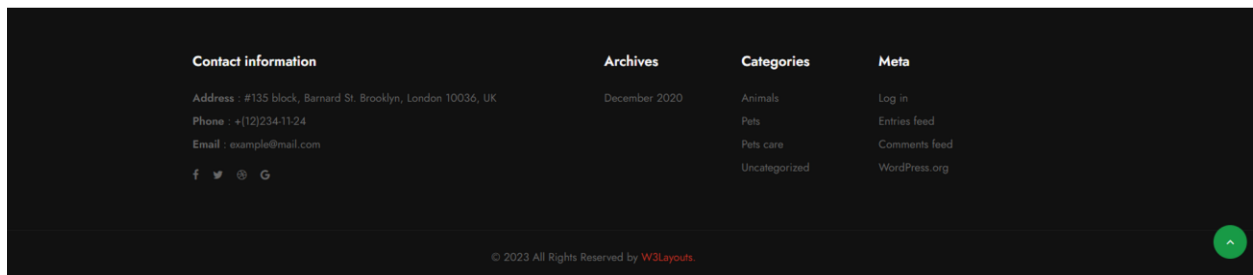 Contact information
Address : #135 block, Barnard St. Brooklyn, London 10036, UK
Phone : +(12)234-11-24
Email : example@mail.com
Archives
December 2020
Categories
Animals
Pets
Pets care
Uncategorized
Meta
Log in
Entries feed
Comments feed
WordPress.org
© 2023 All Rights Reserved by W3Layouts.